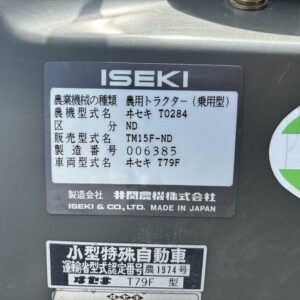 ISEKI
農業機械の種類 農用トラクター（乗用型）
農機型式名 ヰセキ TO284
区分 ND
販売型式名 TM15F-ND
製造番号 006385
車両型式名 ヰセキ T79F
製造会社 井関農機株式会社
ISEKI & CO., LTD. MADE IN JAPAN
小型特殊自動車
運輸省型式認定番号 農1974号
ヰセキ T79F 型